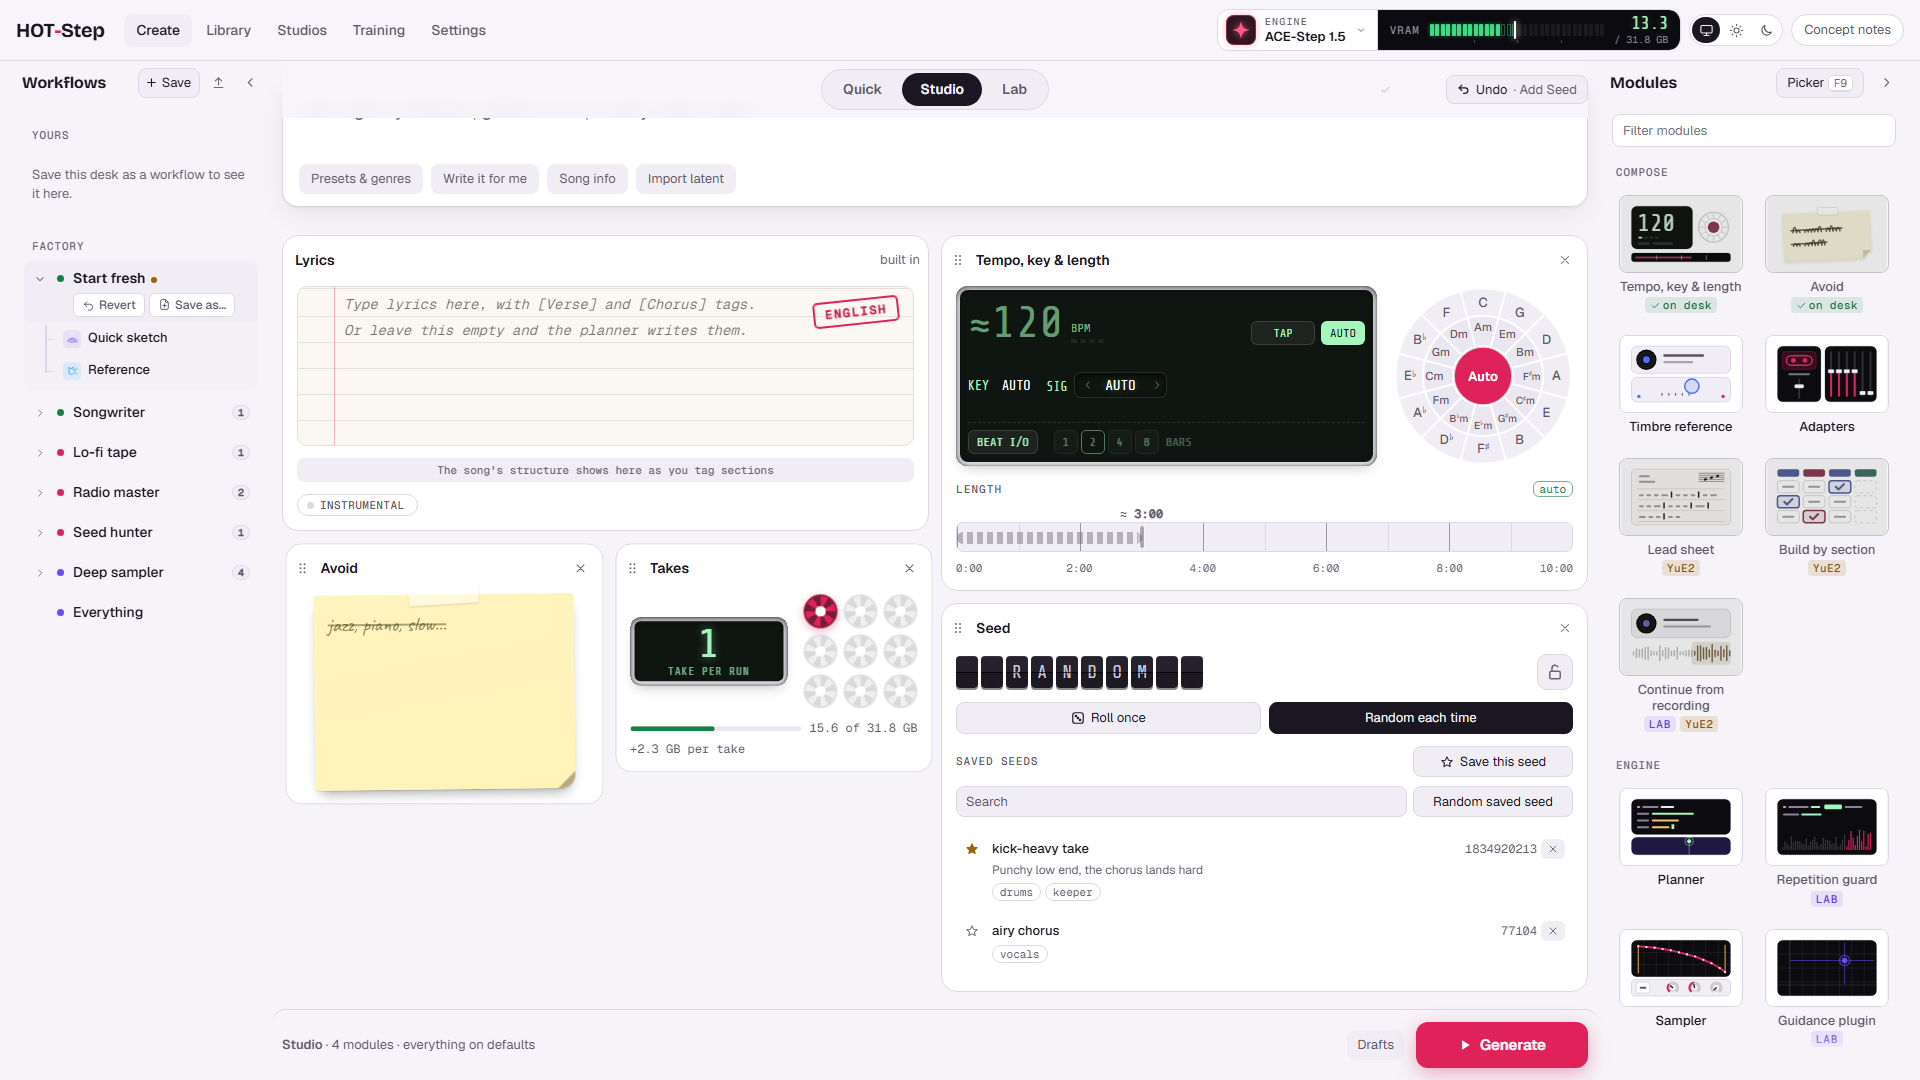 HOT-Step
Create
Library
Studios
Training
Settings
ENGINE
ACE-Step 1.5
VRAM
13.3
/ 31.8 GB
Concept notes
Workflows
+ Save
Quick
Studio
Lab
Undo · Add Seed
Modules
Picker F9
YOURS
Save this desk as a workflow to see
it here.
FACTORY
Start fresh
Revert
Save as…
Quick sketch
Reference
Songwriter 1
Lo-fi tape 1
Radio master 2
Seed hunter 1
Deep sampler 4
Everything
Presets & genres
Write it for me
Song info
Import latent
Lyrics
built in
Type lyrics here, with [Verse] and [Chorus] tags.
Or leave this empty and the planner writes them.
ENGLISH
The song's structure shows here as you tag sections
INSTRUMENTAL
Avoid
jazz, piano, slow…
Takes
1
TAKE PER RUN
15.6 of 31.8 GB
+2.3 GB per take
Tempo, key & length
≈120 BPM
TAP
AUTO
KEY AUTO SIG AUTO
BEAT I/O
1 2 4 8 BARS
C
G
D
A
E
B
F♯
D♭
A♭
E♭
B♭
F
Am
Em
Bm
F♯m
C♯m
G♯m
E♭m
B♭m
Fm
Cm
Gm
Dm
Auto
LENGTH
auto
≈ 3:00
0:00
2:00
4:00
6:00
8:00
10:00
Seed
RANDOM
Roll once
Random each time
SAVED SEEDS
Save this seed
Search
Random saved seed
kick-heavy take
1834920213
Punchy low end, the chorus lands hard
drums
keeper
airy chorus
77104
vocals
Studio · 4 modules · everything on defaults
Drafts
Generate
Filter modules
COMPOSE
120
Tempo, key & length
on desk
Avoid
on desk
Timbre reference
Adapters
Lead sheet
YuE2
Build by section
YuE2
Continue from
recording
LAB
YuE2
ENGINE
Planner
Repetition guard
LAB
Sampler
Guidance plugin
LAB